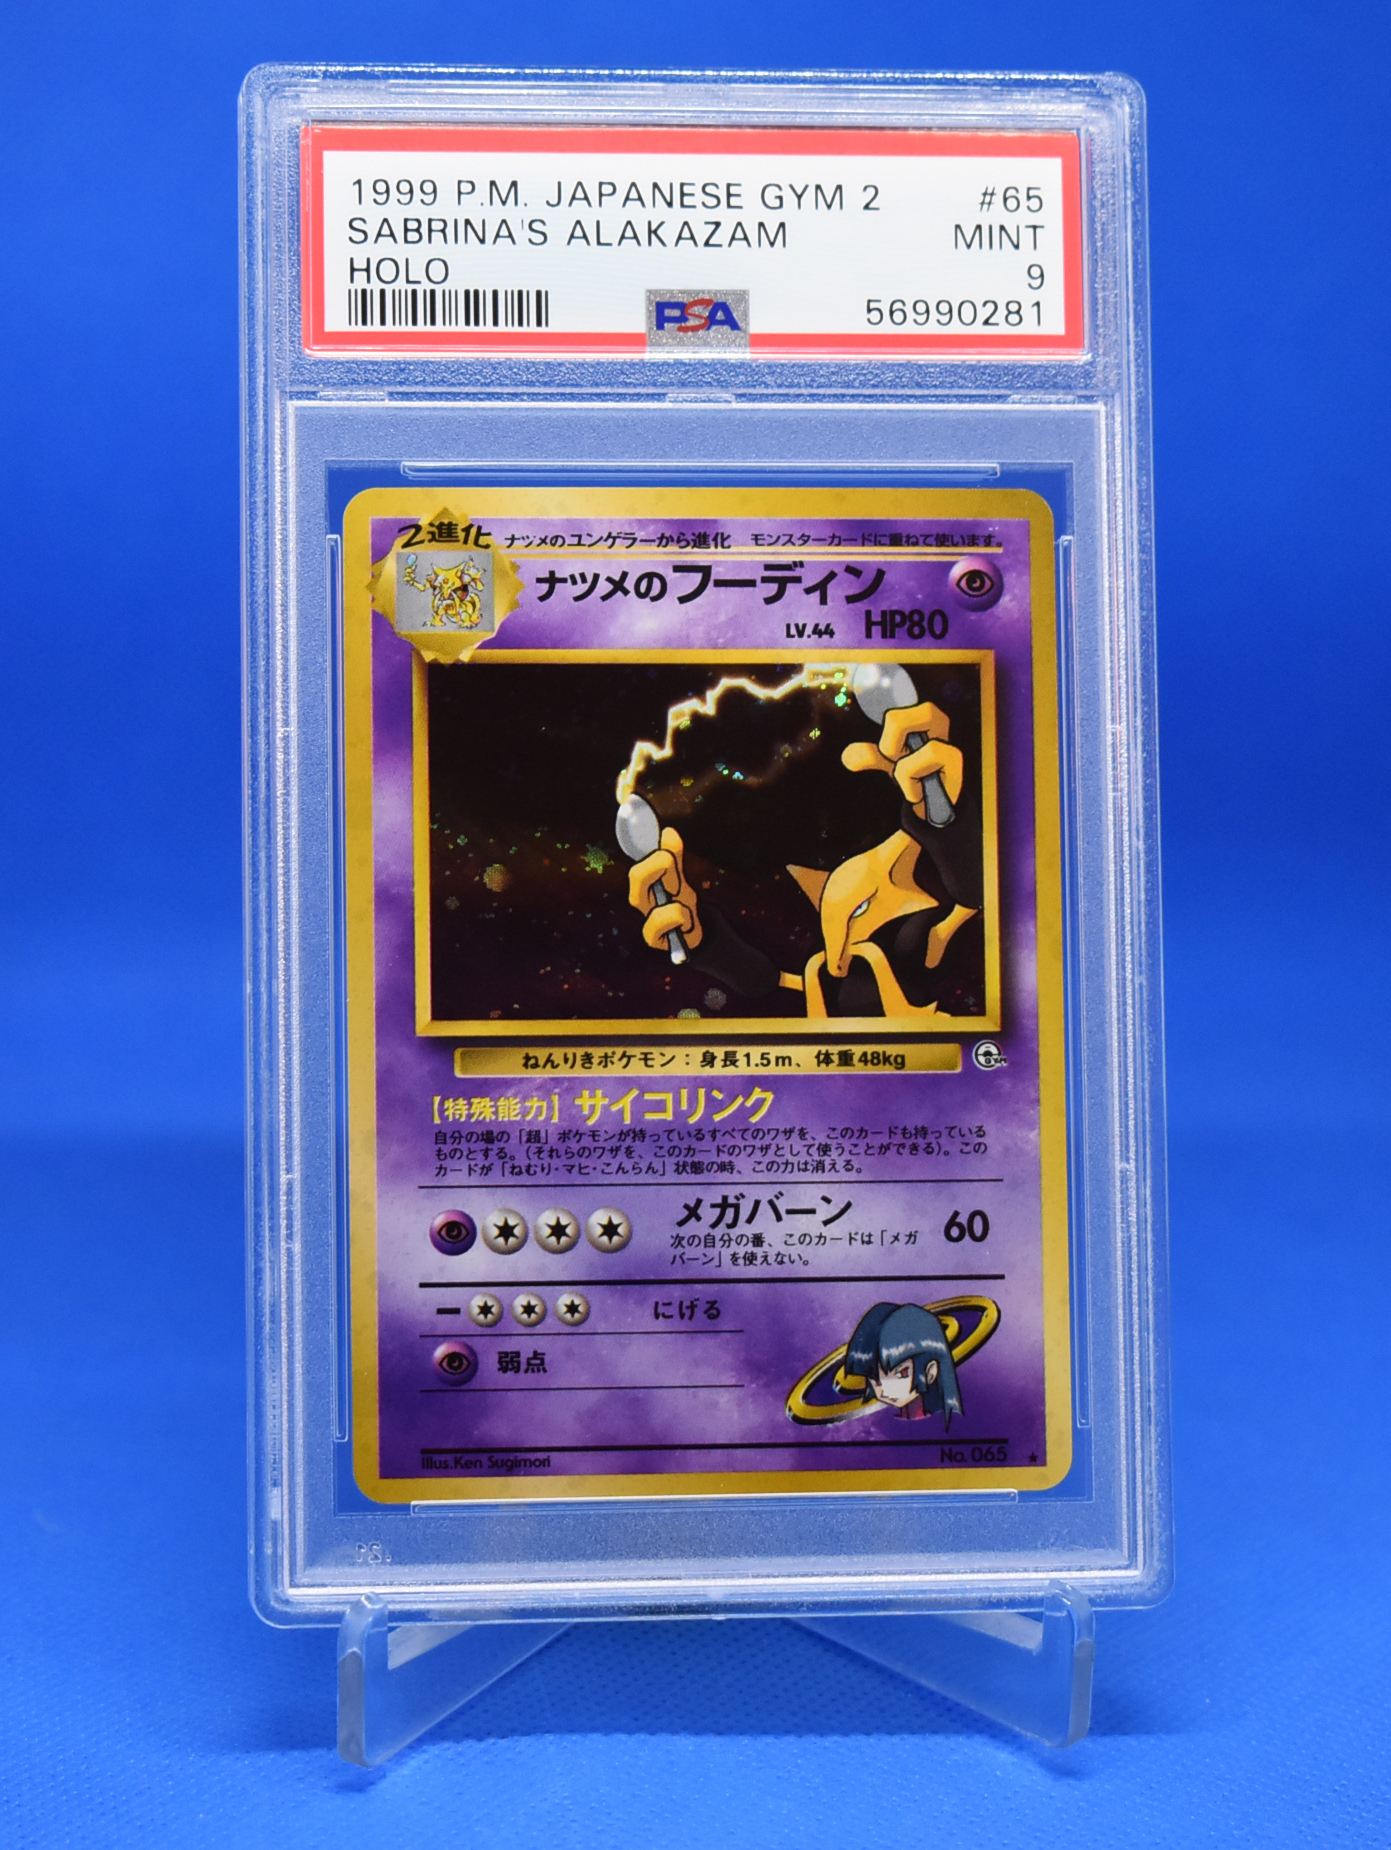 1999 P.M. JAPANESE GYM 2 #65
SABRINA'S ALAKAZAM MINT
HOLO 9
PSA 56990281
2進化 ナツメのユンゲラーから進化 モンスターカードに重ねて使います。
ナツメのフーディン
LV.44 HP80
ねんりきポケモン：身長1.5m、体重48kg
GYM
【特殊能力】サイコリンク
自分の場の「超」ポケモンが持っているすべてのワザを、このカードも持っている
ものとする。（それらのワザを、このカードのワザとして使うことができる）。この
カードが「ねむり・マヒ・こんらん」状態の時、この力は消える。
メガバーン 60
次の自分の番、このカードは「メガ
バーン」を使えない。
にげる
弱点
Illus.Ken Sugimori No.065 ★